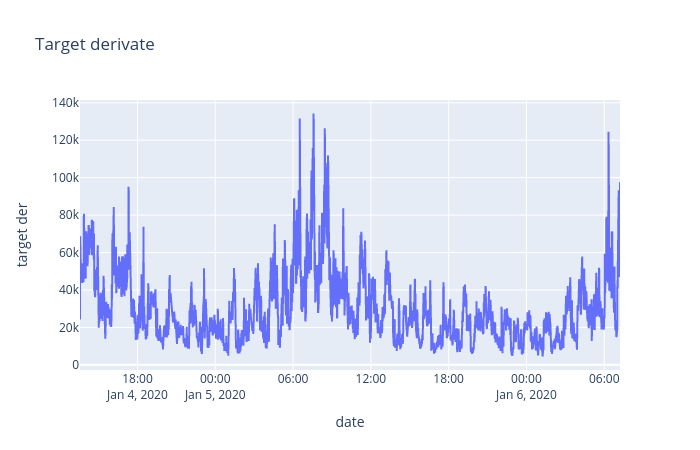 Target derivate
140k
120k
100k
80k
60k
40k
20k
0
target der
18:00 00:00 06:00 12:00 18:00 00:00 06:00
Jan 4, 2020 Jan 5, 2020 Jan 6, 2020
date